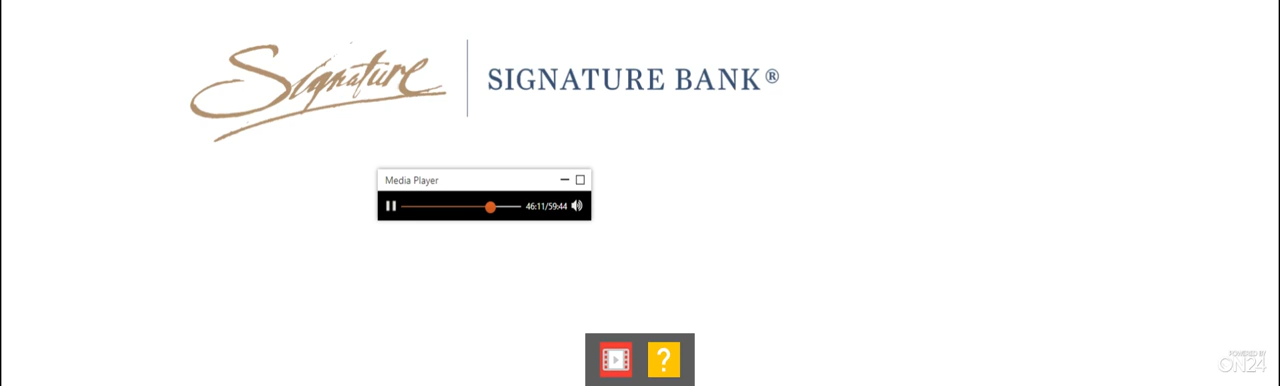 Signature
SIGNATURE BANK®
Media Player
46:11/59:44
?
POWERED BY
ON24